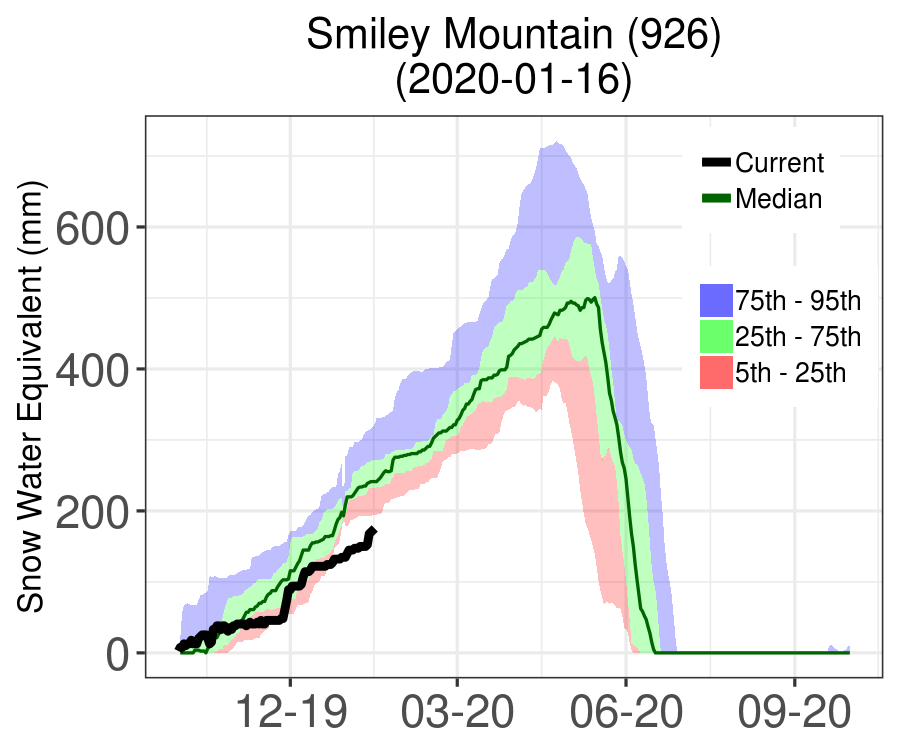 Smiley Mountain (926)
(2020-01-16)
Snow Water Equivalent (mm)
600
400
200
0
12-19
03-20
06-20
09-20
Current
Median
75th - 95th
25th - 75th
5th - 25th